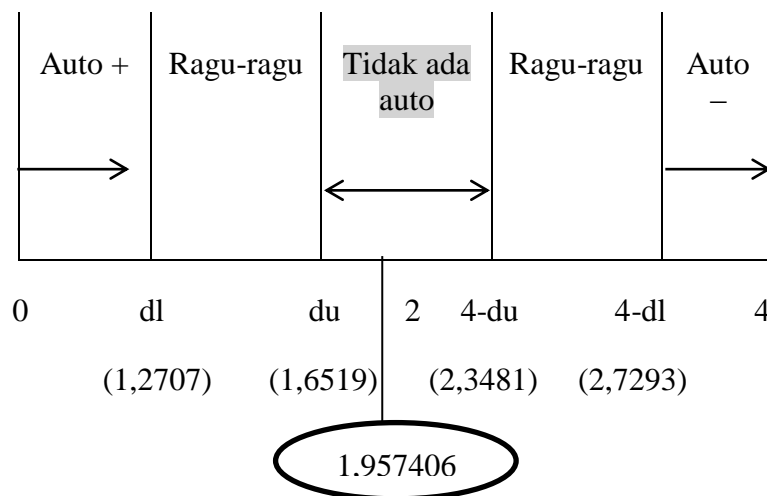 Auto + Ragu-ragu Tidak ada Ragu-ragu Auto
auto –
0 dl du 2 4-du 4-dl 4
(1,2707) (1,6519) (2,3481) (2,7293)
1,957406